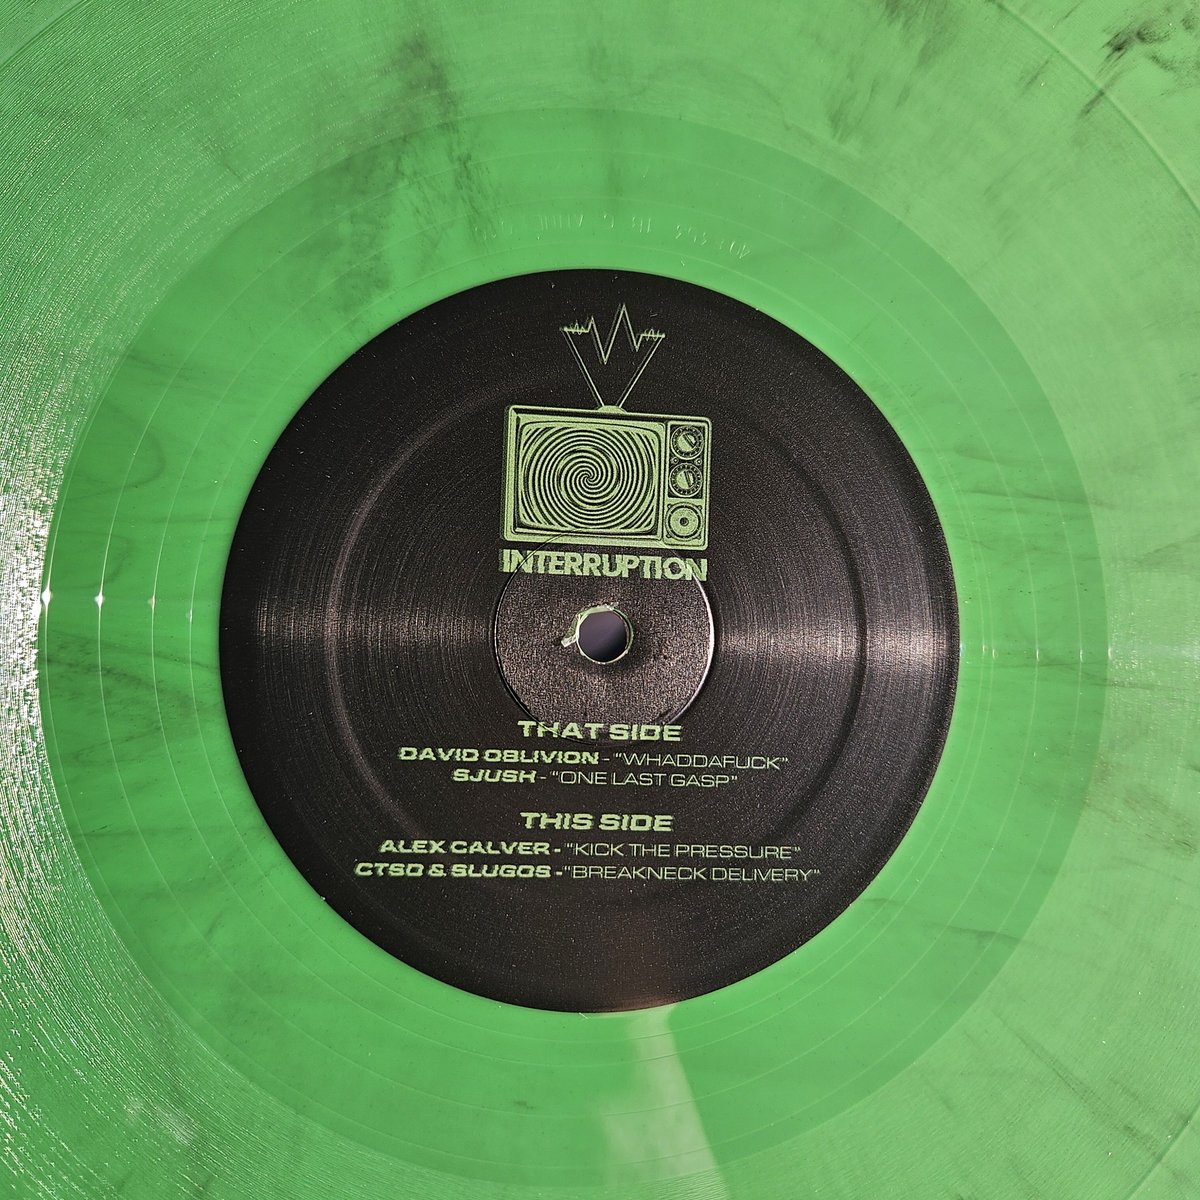 INTERRUPTION
THAT SIDE
DAVID OBLIVION - "WHADDAFUCK"
SJUSH - "ONE LAST GASP"
THIS SIDE
ALEX CALVER - "KICK THE PRESSURE"
CTSD & SLUGOS - "BREAKNECK DELIVERY"